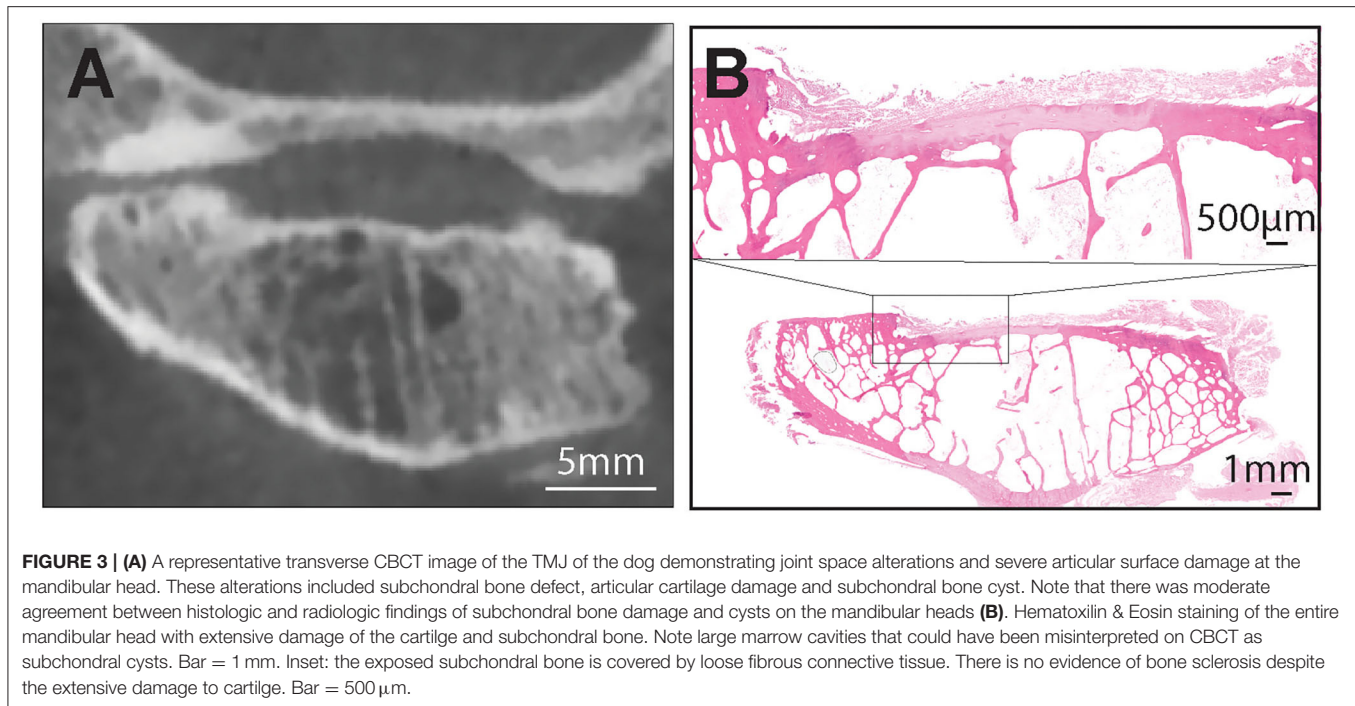 A
B
500μm
5mm
1mm
FIGURE 3 | (A) A representative transverse CBCT image of the TMJ of the dog demonstrating joint space alterations and severe articular surface damage at the
mandibular head. These alterations included subchondral bone defect, articular cartilage damage and subchondral bone cyst. Note that there was moderate
agreement between histologic and radiologic findings of subchondral bone damage and cysts on the mandibular heads (B). Hematoxilin & Eosin staining of the entire
mandibular head with extensive damage of the cartilge and subchondral bone. Note large marrow cavities that could have been misinterpreted on CBCT as
subchondral cysts. Bar = 1 mm. Inset: the exposed subchondral bone is covered by loose fibrous connective tissue. There is no evidence of bone sclerosis despite
the extensive damage to cartilge. Bar = 500 μm.